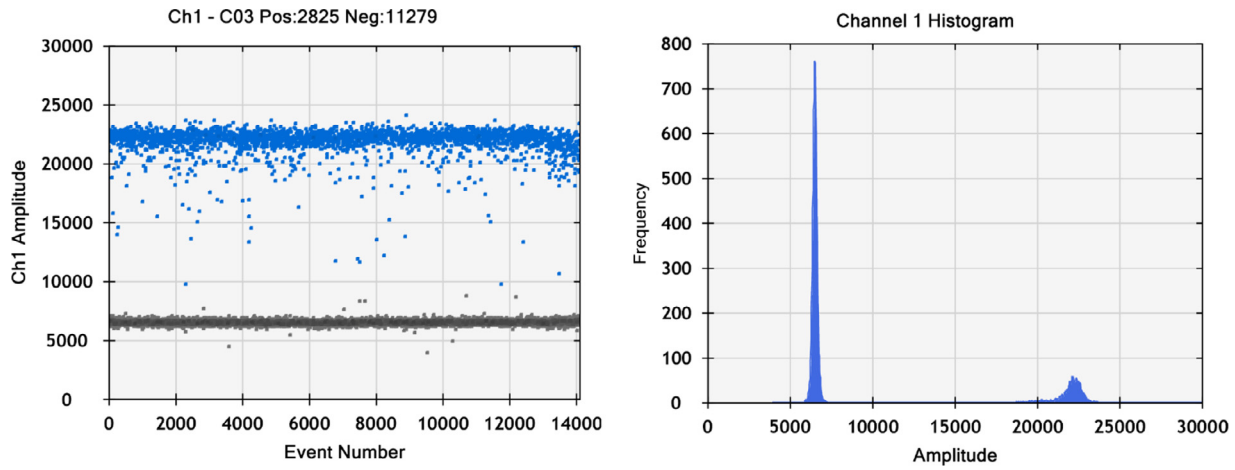 Ch1 - C03 Pos:2825 Neg:11279
30000
25000
20000
15000
10000
5000
0
Ch1 Amplitude
0 2000 4000 6000 8000 10000 12000 14000
Event Number
Channel 1 Histogram
800
700
600
500
400
300
200
100
0
Frequency
0 5000 10000 15000 20000 25000 30000
Amplitude